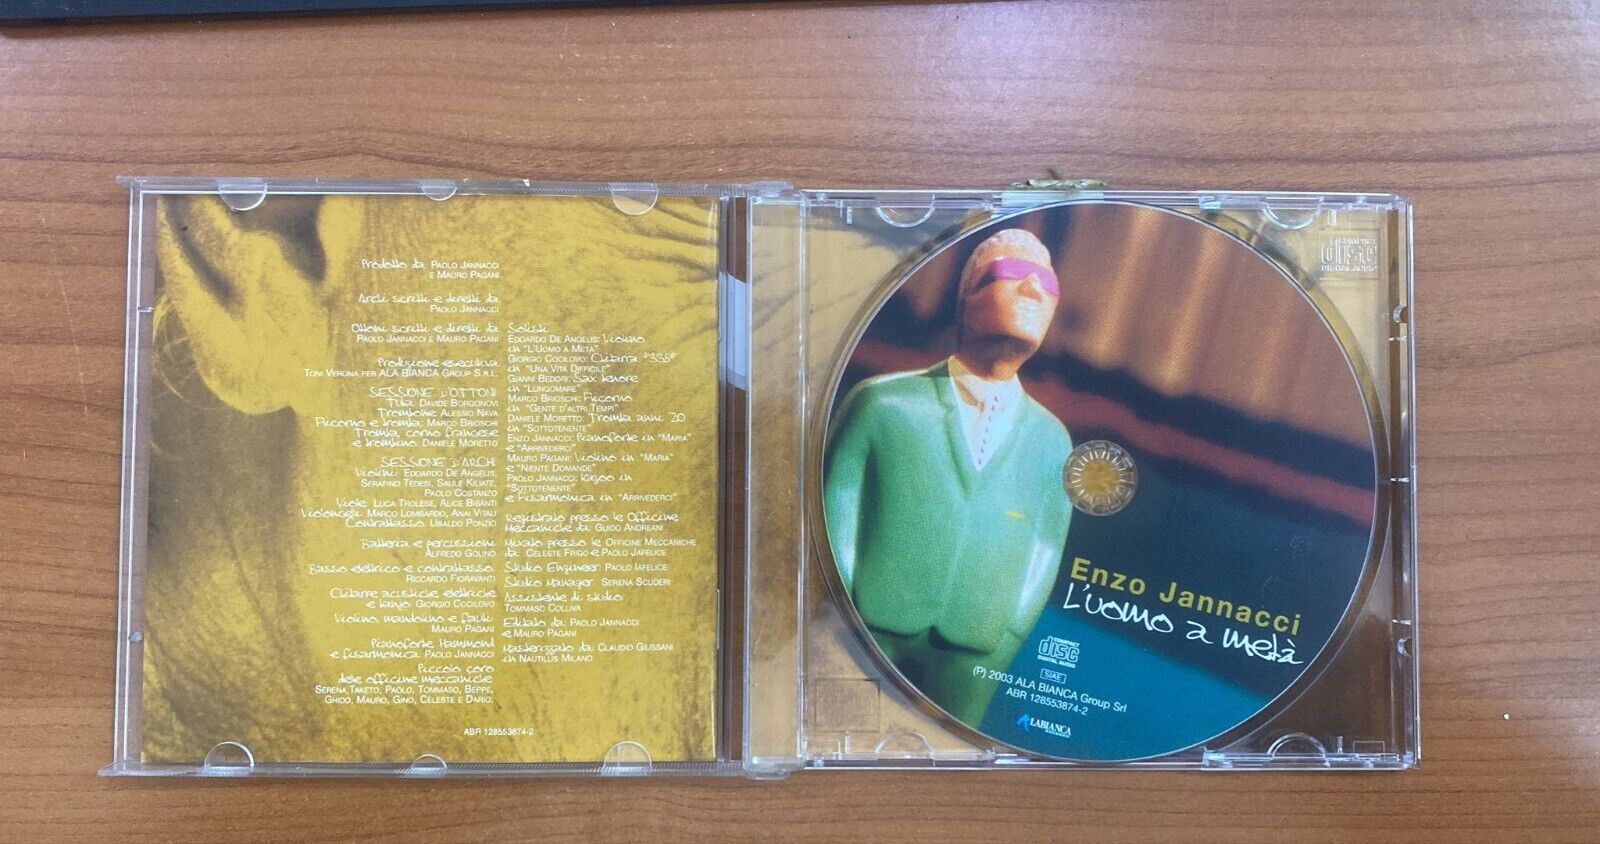 Prodotto da Paolo Jannacci
e Mauro Pagani
Archi scritti e diretti da
Paolo Jannacci
Ottoni scritti e diretti da
Paolo Jannacci e Mauro Pagani
Prodizione esecutiva
Toni Verona per ALA BIANCA Group S.r.l.
SESSIONE D'OTTONI
Tuba Davide Borgonovi
Trombone Alessio Nava
Flicorno e tromba: Marco Brioschi
Tromba, corno francese
e trombino Daniele Moretto
SESSIONE D'ARCHI
Violini Edoardo De Angelis,
Serafino Tedesi, Saule Kiliate,
Paolo Costanzo
Viole Luca Trolese, Alice Bisanti
Violoncelli Marco Lombardo, Anai Vitali
Contrabbasso Ubaldo Ponzio
Batteria e percussioni
Alfredo Golino
Basso elettrico e contrabbasso
Riccardo Fioravanti
Chitarre acustiche elettriche
e banjo Giorgio Cocilovo
Violino, mandolino e flauti
Mauro Pagani
Pianoforte Hammond
e fisarmonica Paolo Jannacci
Piccolo coro
delle officine meccaniche
Serena, Taketo, Paolo, Tommaso, Beppe,
Ghido, Mauro, Gino, Celeste e Dario.
Solisti
Edoardo De Angelis: Violino
in "L'Uomo a Metà"
Giorgio Cocilovo: Chitarra "335"
in "Una Vita Difficile"
Gianni Bedori: Sax tenore
in "Lungomare"
Marco Brioschi: Flicorno
in "Gente d'altri Tempi"
Daniele Moretto: Tromba anni 20
in "Sottotenente"
Enzo Jannacci: Pianoforte in "Maria"
e "Arrivederci"
Mauro Pagani: Violino in "Maria"
e "Niente Domande"
Paolo Jannacci: Kazoo in
"Sottotenente"
e Fisarmonica in "Arrivederci"
Registrato presso le Officine
Meccaniche da Guido Andreani
Mixato presso le Officine Meccaniche
da Celeste Frigo e Paolo Iafelice
Studio Engineer Paolo Iafelice
Studio Manager Serena Scuderi
Assistente di studio
Tommaso Colliva
Editato da Paolo Jannacci
e Mauro Pagani
Masterizzato da Claudio Giussani
in Nautilus Milano
ABR 128553874-2
COMPACT
disc
DIGITAL AUDIO
Enzo Jannacci
L'uomo a metà
COMPACT
disc
DIGITAL AUDIO
SIAE
(P) 2003 ALA BIANCA Group Srl
ABR 128553874-2
ALABIANCA